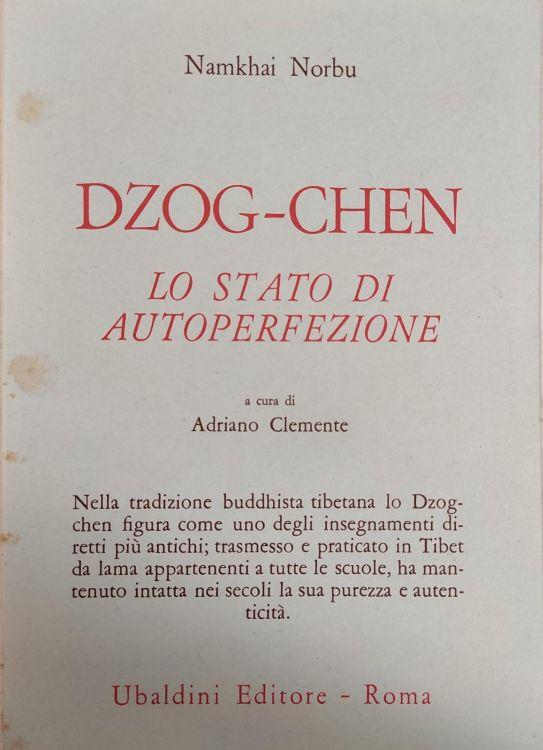 Namkhai Norbu
DZOG-CHEN
LO STATO DI
AUTOPERFEZIONE
a cura di
Adriano Clemente
Nella tradizione buddhista tibetana lo Dzog-
chen figura come uno degli insegnamenti di-
retti più antichi; trasmesso e praticato in Tibet
da lama appartenenti a tutte le scuole, ha man-
tenuto intatta nei secoli la sua purezza e auten-
ticità.
Ubaldini Editore - Roma